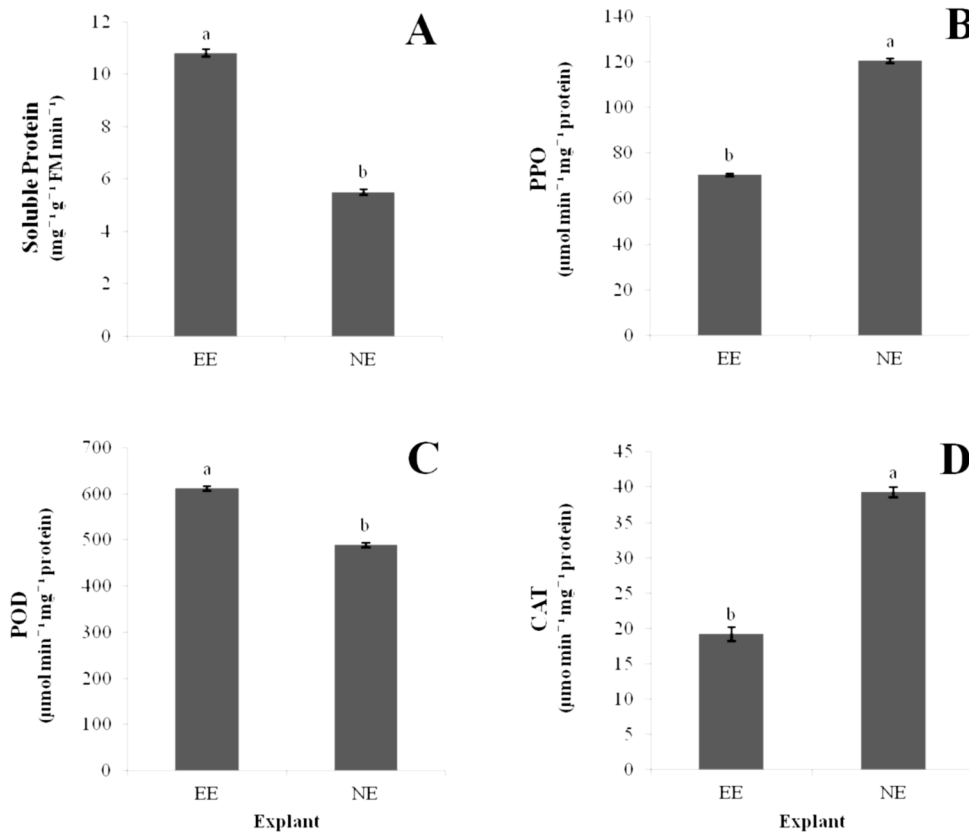 A
Soluble Protein
(mg⁻¹ g⁻¹ FM min⁻¹)
12
10
8
6
4
2
0
a
b
EE
NE
B
PPO
(µmol min⁻¹ mg⁻¹ protein)
140
120
100
80
60
40
20
0
b
a
EE
NE
C
POD
(µmol min⁻¹ mg⁻¹ protein)
700
600
500
400
300
200
100
0
a
b
EE
NE
Explant
D
CAT
(µmo min⁻¹ mg⁻¹ protein)
45
40
35
30
25
20
15
10
5
0
b
a
EE
NE
Explant